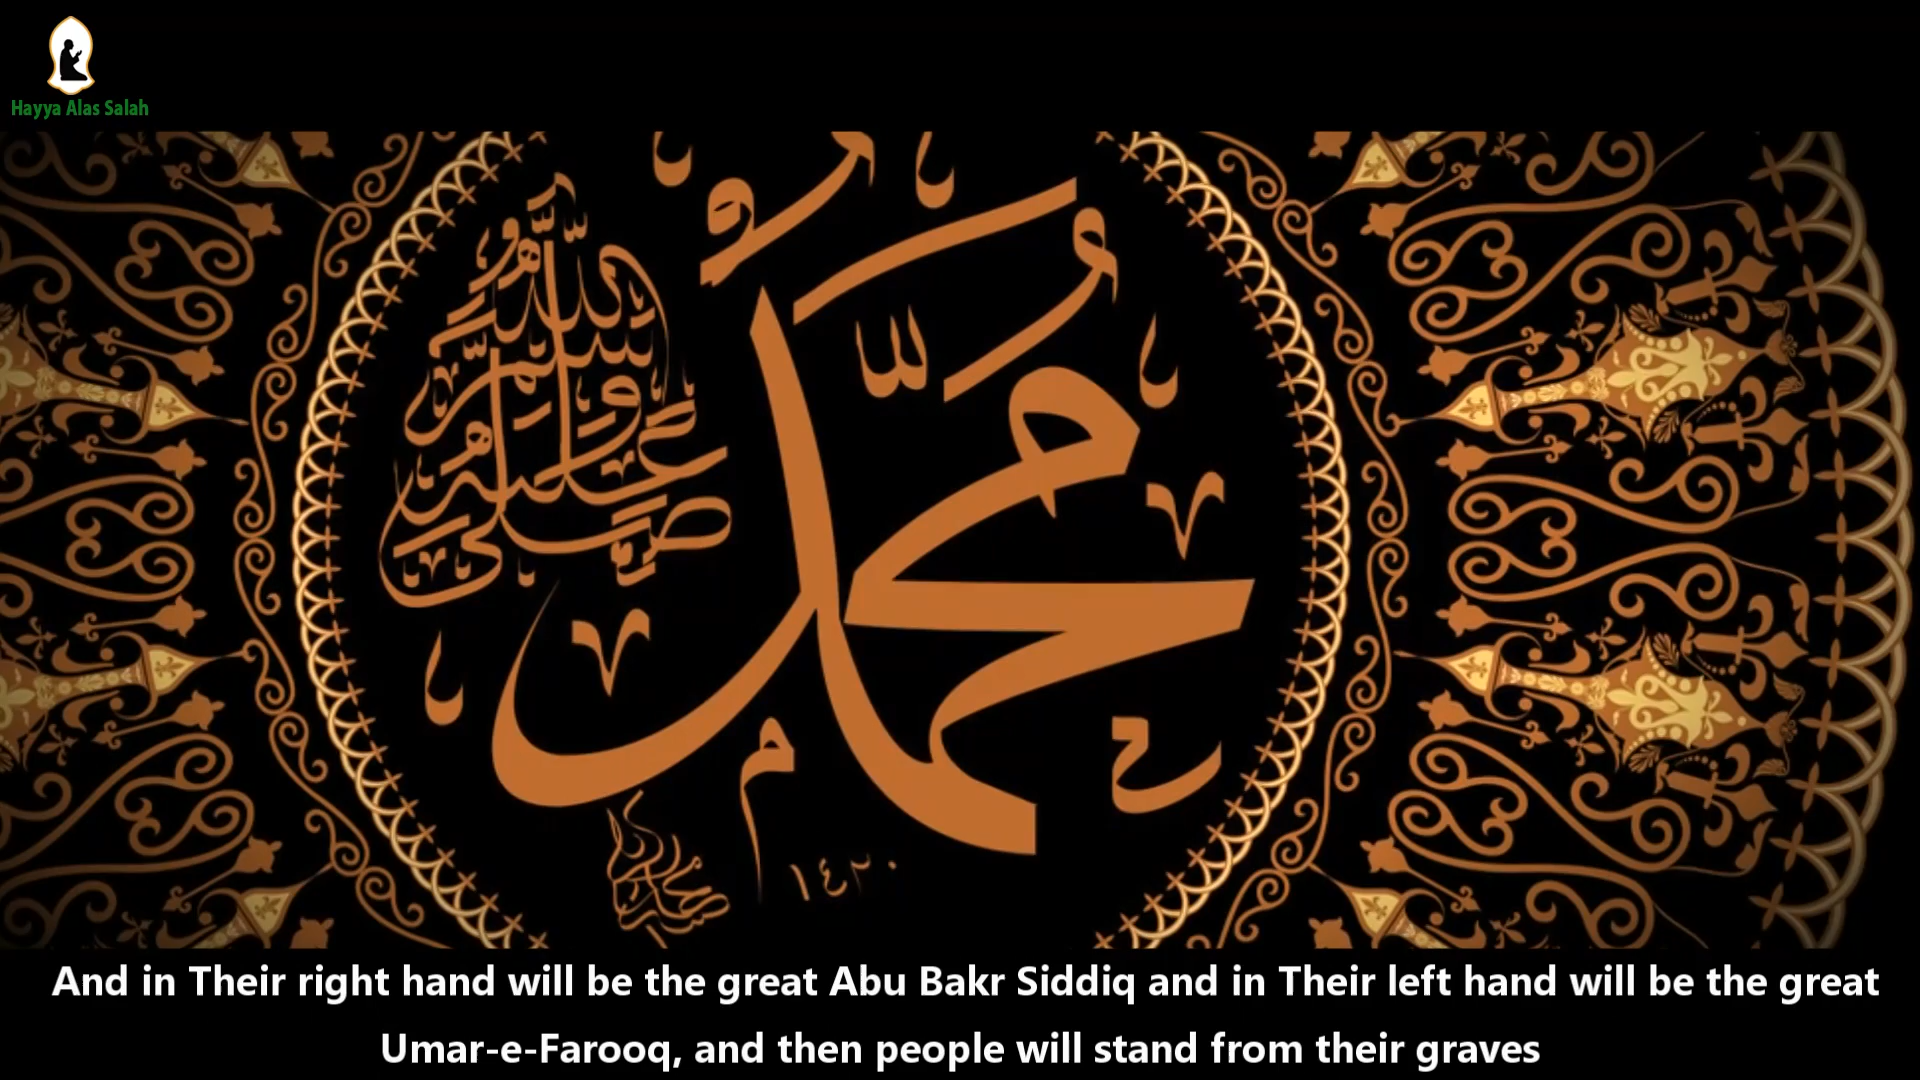 Hayya Alas Salah
محمد
صلى الله عليه وسلم
١٤٢٠
And in Their right hand will be the great Abu Bakr Siddiq and in Their left hand will be the great
Umar-e-Farooq, and then people will stand from their graves